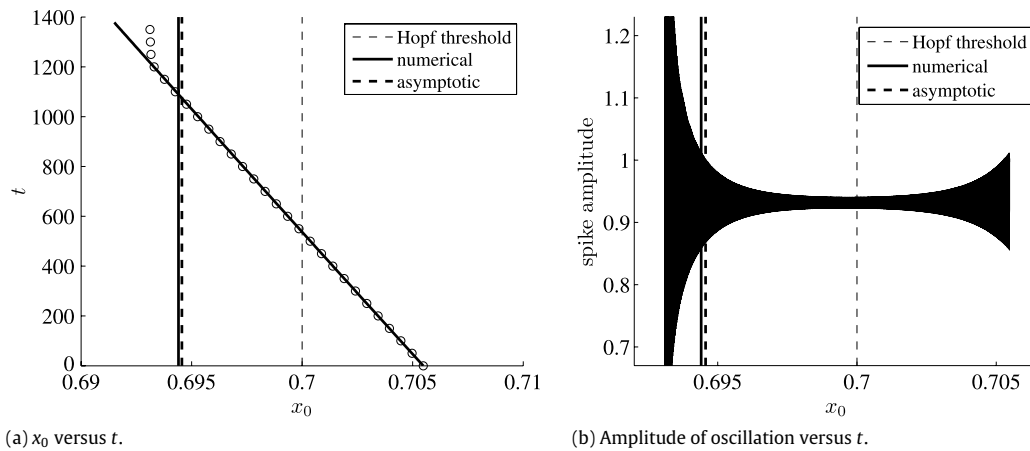 1400
1200
1000
800
600
400
200
0
t
0.69
0.695
0.7
0.705
0.71
x₀
Hopf threshold
numerical
asymptotic
(a) x₀ versus t.
1.2
1.1
1
0.9
0.8
0.7
spike amplitude
0.695
0.7
0.705
x₀
Hopf threshold
numerical
asymptotic
(b) Amplitude of oscillation versus t.